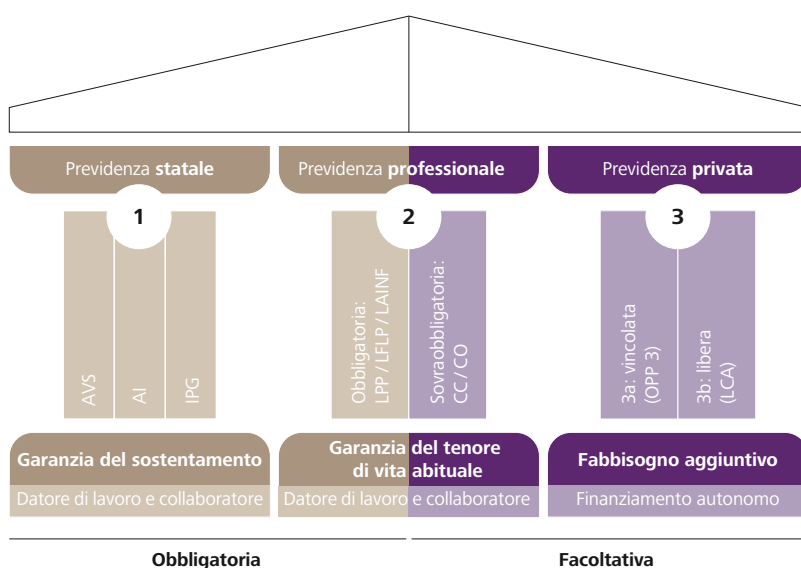 Previdenza statale
Previdenza professionale
Previdenza privata
1
2
3
AVS
AI
IPG
Obbligatoria:
LPP / LFLP / LAINF
Sovraobbligatoria:
CC / CO
3a: vincolata
(OPP 3)
3b: libera
(LCA)
Garanzia del sostentamento
Garanzia del tenore
di vita abituale
Fabbisogno aggiuntivo
Datore di lavoro e collaboratore
Datore di lavoro e collaboratore
Finanziamento autonomo
Obbligatoria
Facoltativa